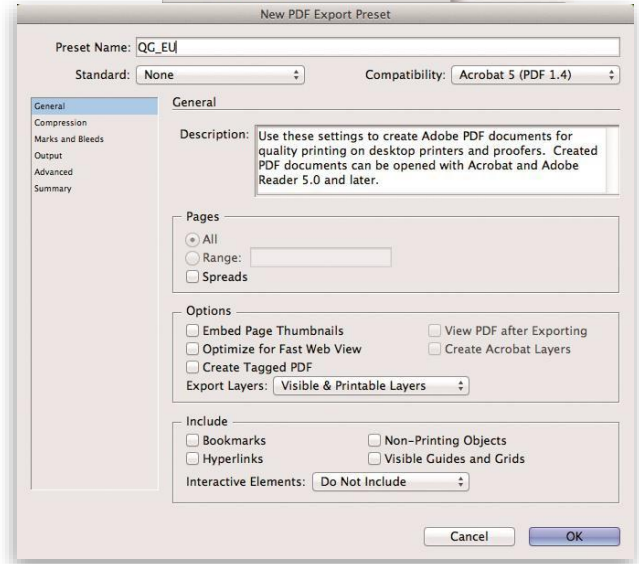 New PDF Export Preset
Preset Name: QG_EU
Standard: None Compatibility: Acrobat 5 (PDF 1.4)
General
Compression
Marks and Bleeds
Output
Advanced
Summary
General
Description: Use these settings to create Adobe PDF documents for
quality printing on desktop printers and proofers. Created
PDF documents can be opened with Acrobat and Adobe
Reader 5.0 and later.
Pages
All
Range:
Spreads
Options
Embed Page Thumbnails View PDF after Exporting
Optimize for Fast Web View Create Acrobat Layers
Create Tagged PDF
Export Layers: Visible & Printable Layers
Include
Bookmarks Non-Printing Objects
Hyperlinks Visible Guides and Grids
Interactive Elements: Do Not Include
Cancel OK